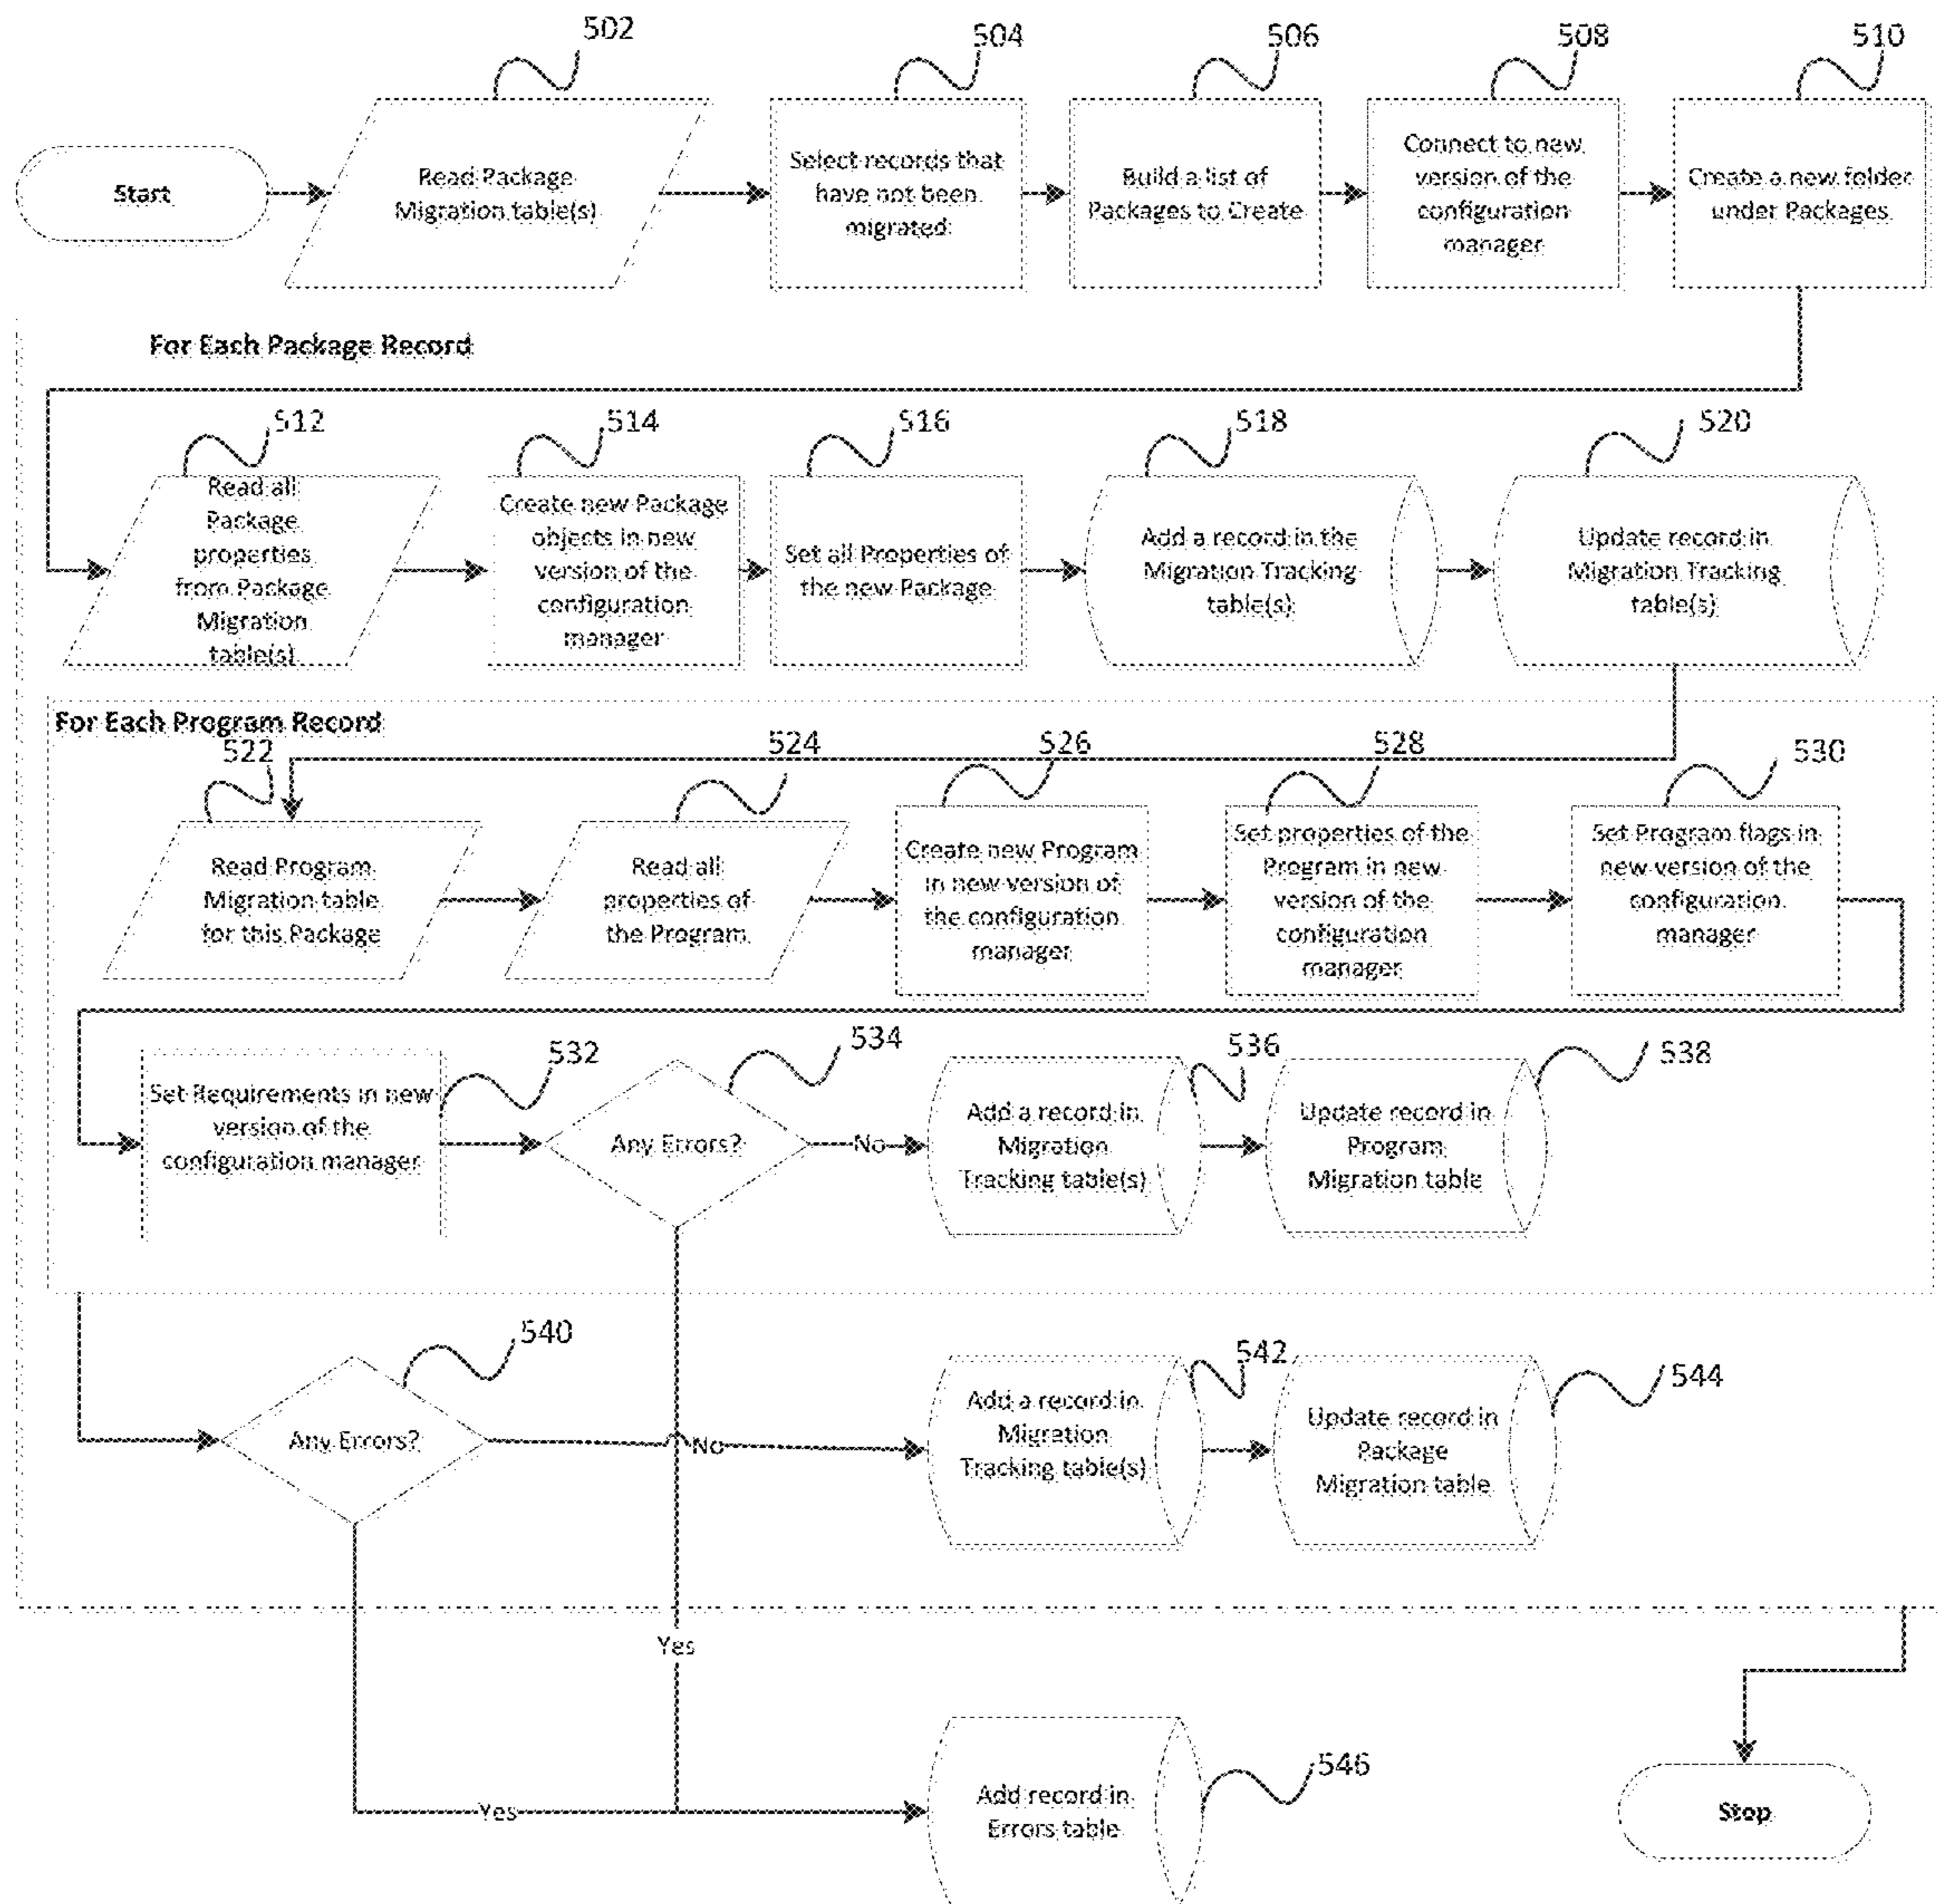 502
504
506
508
510
Start
Read Package
Migration table(s)
Select records that
have not been
migrated
Build a list of
Packages to Create
Connect to new
version of the
configuration
manager
Create a new folder
under Packages
For Each Package Record
512
514
516
518
520
Read all
Package
properties
from Package
Migration
table(s)
Create new Package
objects in new
version of the
configuration
manager
Set all Properties of
the new Package
Add a record in the
Migration Tracking
table(s)
Update record in
Migration Tracking
table(s)
For Each Program Record
522
524
526
528
530
Read Program
Migration table
for this Package
Read all
properties of
the Program
Create new Program
in new version of
the configuration
manager
Set properties of the
Program in new
version of the
configuration
manager
Set Program flags in
new version of the
configuration
manager
532
534
536
538
Set Requirements in new
version of the
configuration manager
Any Errors?
No
Add a record in
Migration
Tracking table(s)
Update record in
Program
Migration table
540
542
544
Any Errors?
No
Add a record in
Migration
Tracking table(s)
Update record in
Package
Migration table
Yes
Yes
546
Add record in
Errors table
Stop